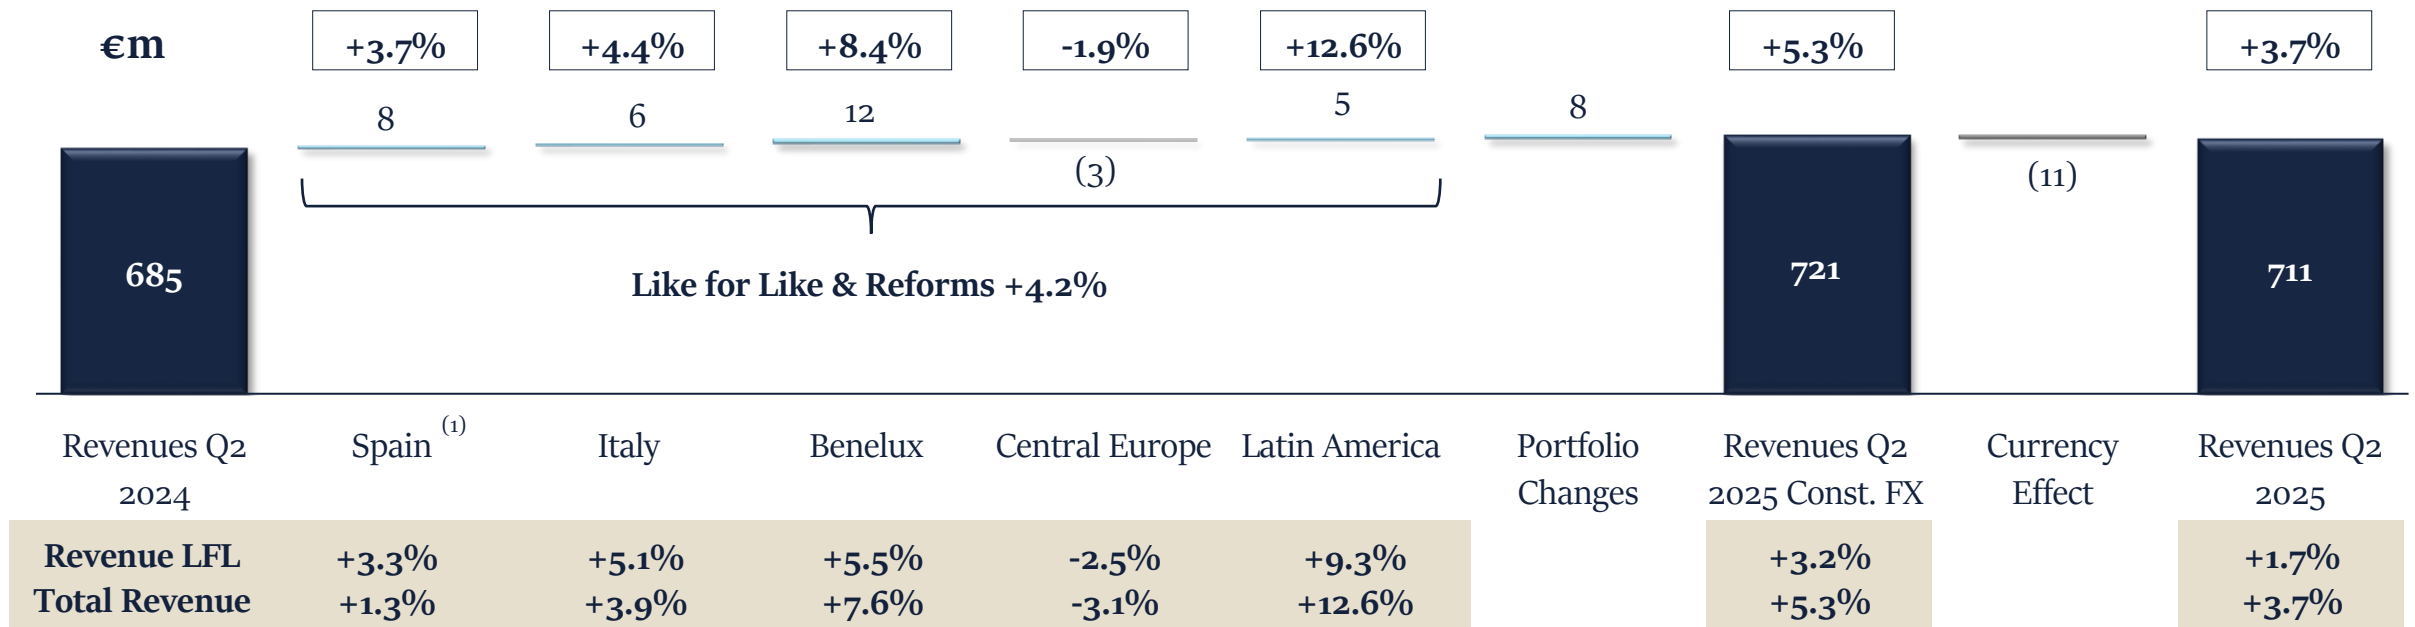 €m +3.7% +4.4% +8.4% -1.9% +12.6% +5.3% +3.7%
8 6 12 (3) 5 8 (11)
685 721 711
Like for Like & Reforms +4.2%
Revenues Q2 Spain (1) Italy Benelux Central Europe Latin America Portfolio Revenues Q2 Currency Revenues Q2
2024 Changes 2025 Const. FX Effect 2025
Revenue LFL +3.3% +5.1% +5.5% -2.5% +9.3% +3.2% +1.7%
Total Revenue +1.3% +3.9% +7.6% -3.1% +12.6% +5.3% +3.7%